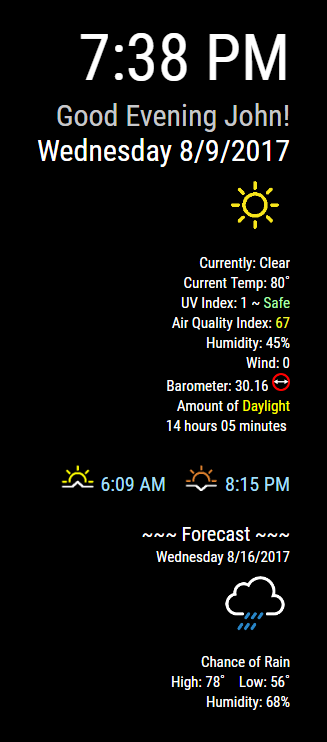 7:38 PM
Good Evening John!
Wednesday 8/9/2017
Currently: Clear
Current Temp: 80°
UV Index: 1 ~ Safe
Air Quality Index: 67
Humidity: 45%
Wind: 0
Barometer: 30.16
Amount of Daylight
14 hours 05 minutes
6:09 AM 8:15 PM
~~~ Forecast ~~~
Wednesday 8/16/2017
Chance of Rain
High: 78° Low: 56°
Humidity: 68%